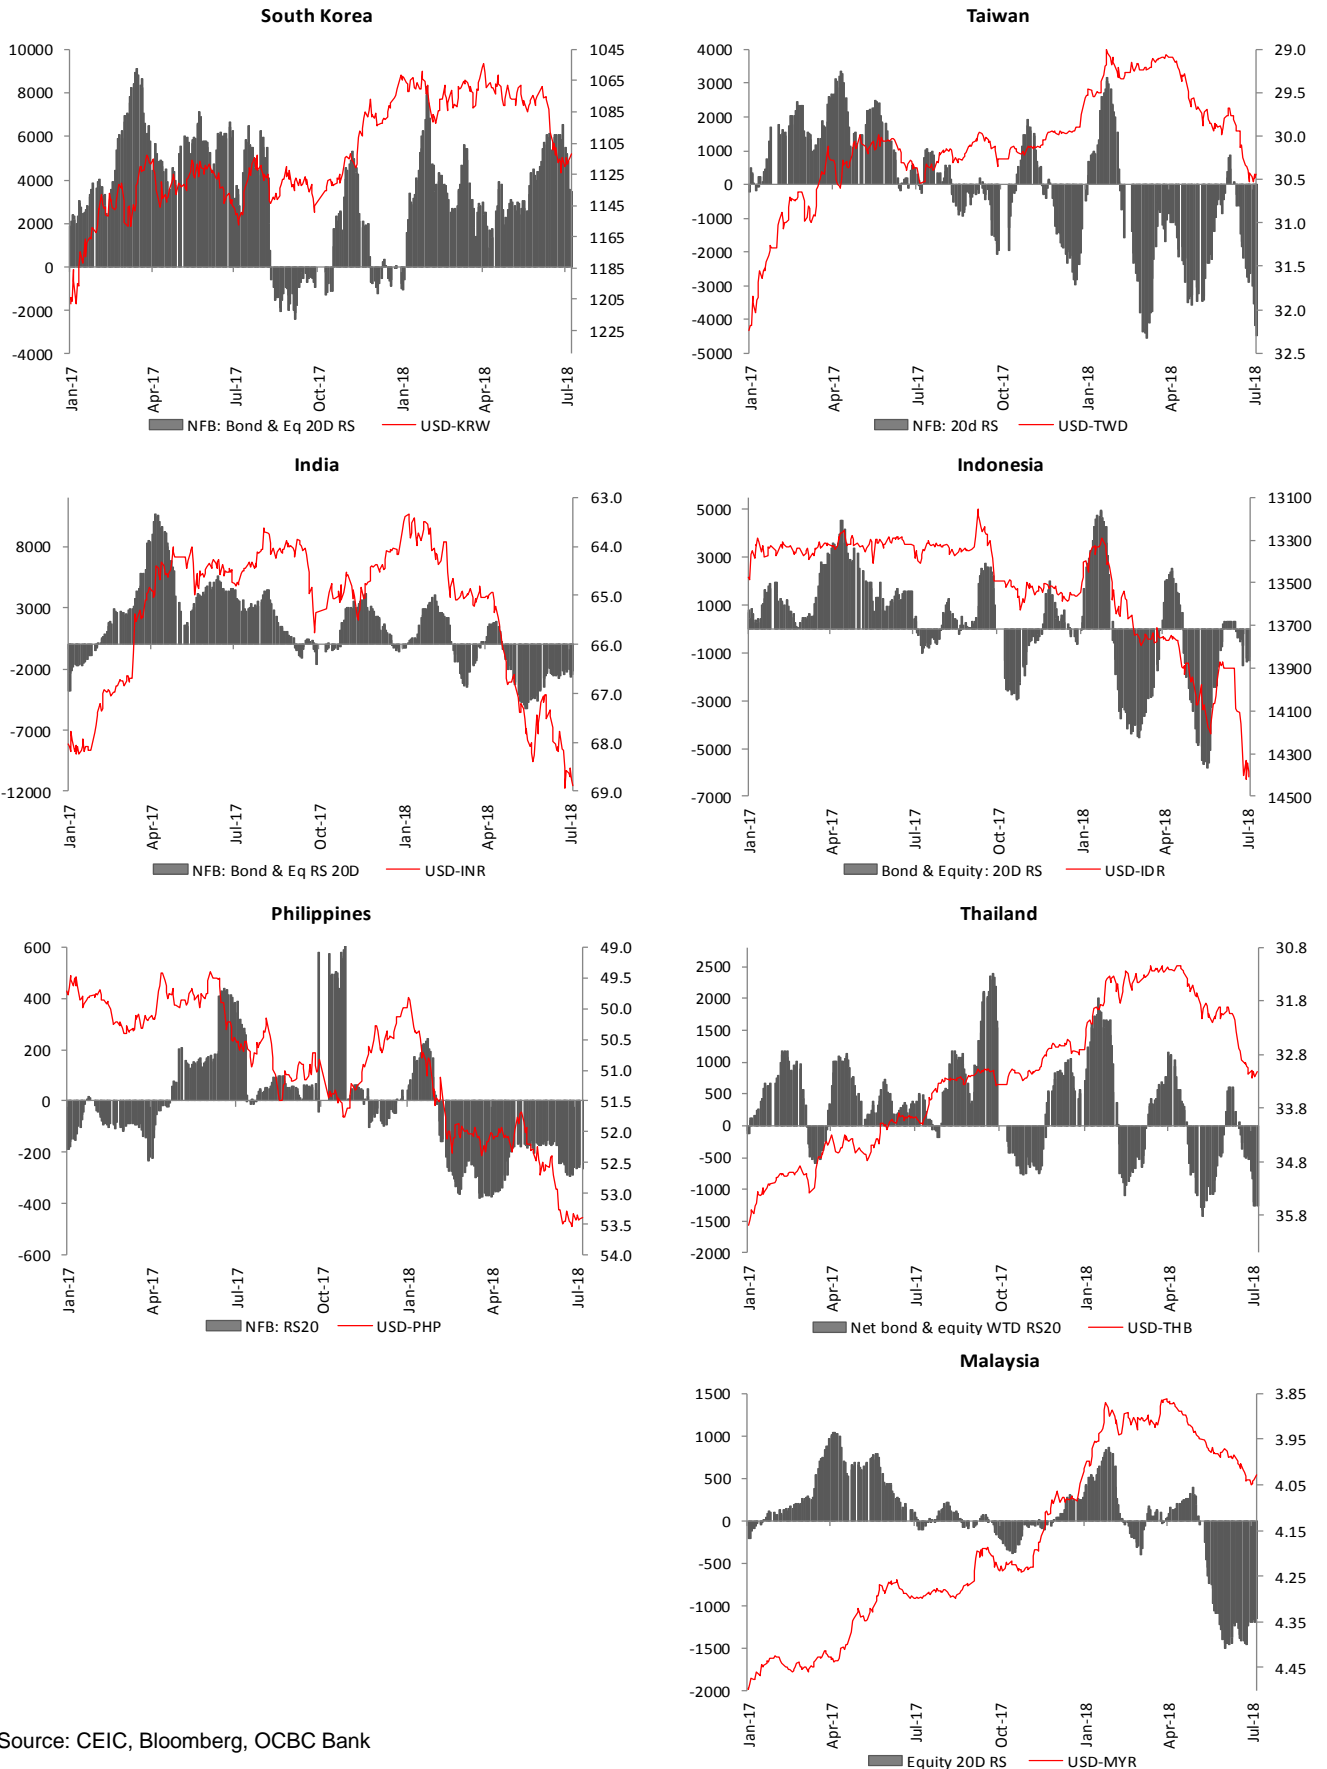 South Korea
10000
8000
6000
4000
2000
0
-2000
-4000
1045
1065
1085
1105
1125
1145
1165
1185
1205
1225
Jan-17
Apr-17
Jul-17
Oct-17
Jan-18
Apr-18
Jul-18
NFB: Bond & Eq 20D RS
USD-KRW
Taiwan
4000
3000
2000
1000
0
-1000
-2000
-3000
-4000
-5000
29.0
29.5
30.0
30.5
31.0
31.5
32.0
32.5
Jan-17
Apr-17
Jul-17
Oct-17
Jan-18
Apr-18
Jul-18
NFB: 20d RS
USD-TWD
India
8000
3000
-2000
-7000
-12000
63.0
64.0
65.0
66.0
67.0
68.0
69.0
Jan-17
Apr-17
Jul-17
Oct-17
Jan-18
Apr-18
Jul-18
NFB: Bond & Eq RS 20D
USD-INR
Indonesia
5000
3000
1000
-1000
-3000
-5000
-7000
13100
13300
13500
13700
13900
14100
14300
14500
Jan-17
Apr-17
Jul-17
Oct-17
Jan-18
Apr-18
Jul-18
Bond & Equity: 20D RS
USD-IDR
Philippines
600
400
200
0
-200
-400
-600
49.0
49.5
50.0
50.5
51.0
51.5
52.0
52.5
53.0
53.5
54.0
Jan-17
Apr-17
Jul-17
Oct-17
Jan-18
Apr-18
Jul-18
NFB: RS20
USD-PHP
Thailand
2500
2000
1500
1000
500
0
-500
-1000
-1500
-2000
30.8
31.8
32.8
33.8
34.8
35.8
Jan-17
Apr-17
Jul-17
Oct-17
Jan-18
Apr-18
Jul-18
Net bond & equity WTD RS20
USD-THB
Malaysia
1500
1000
500
0
-500
-1000
-1500
-2000
3.85
3.95
4.05
4.15
4.25
4.35
4.45
Jan-17
Apr-17
Jul-17
Oct-17
Jan-18
Apr-18
Jul-18
Equity 20D RS
USD-MYR
Source: CEIC, Bloomberg, OCBC Bank